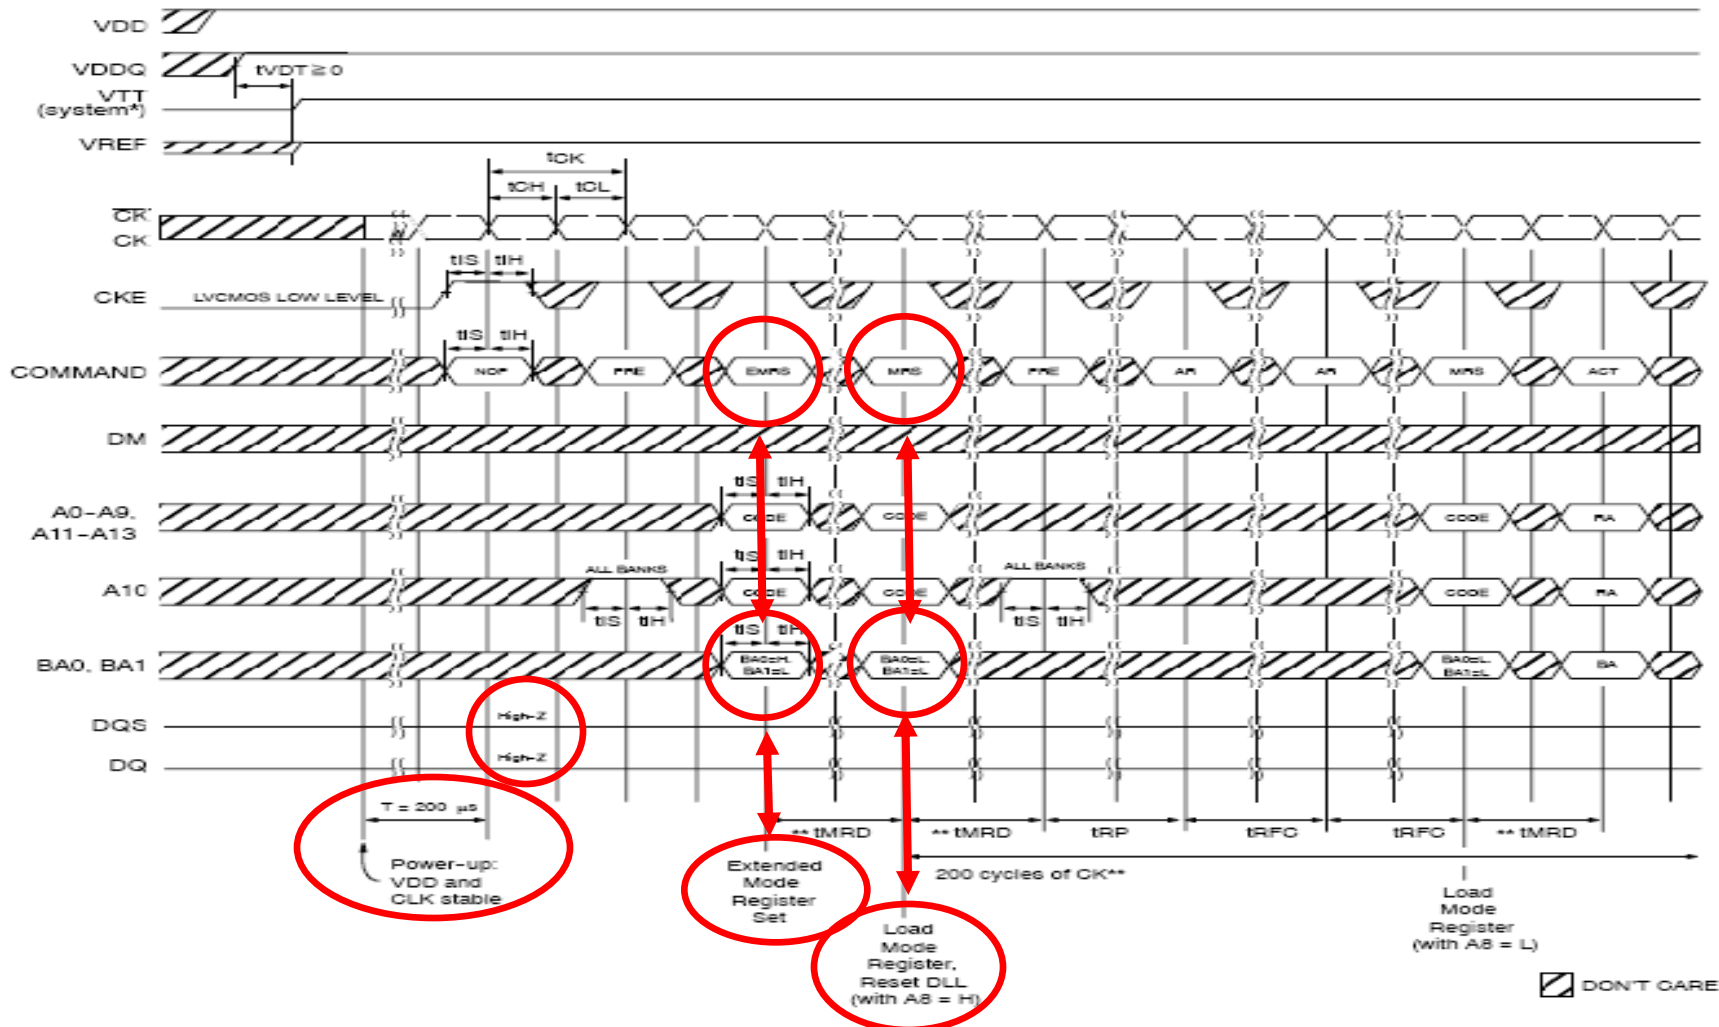 VDD
VDDQ
tVDT ≥ 0
VTT
(system*)
VREF
tCK
tCH tCL
CK
CK
tIS tIH
CKE LVCMOS LOW LEVEL
tIS tIH
COMMAND NOP PRE EMRS MRS PRE AR AR MRS ACT
DM
tIS tIH
A0-A9, CODE CODE CODE RA
A11-A13
tIS tIH
ALL BANKS ALL BANKS
A10 CODE CODE CODE RA
tIS tIH tIS tIH
tIS tIH
BA0, BA1 BA0=H, BA0=L, BA0=L, BA
BA1=L BA1=L BA1=L
DQS High-Z
DQ High-Z
T = 200 µs
** tMRD ** tMRD tRP tRFC tRFC ** tMRD
Power-up:
VDD and
CLK stable
Extended
Mode
Register
Set
200 cycles of CK**
Load
Mode
Register,
Reset DLL
(with A8 = H)
Load
Mode
Register
(with A8 = L)
DON'T CARE